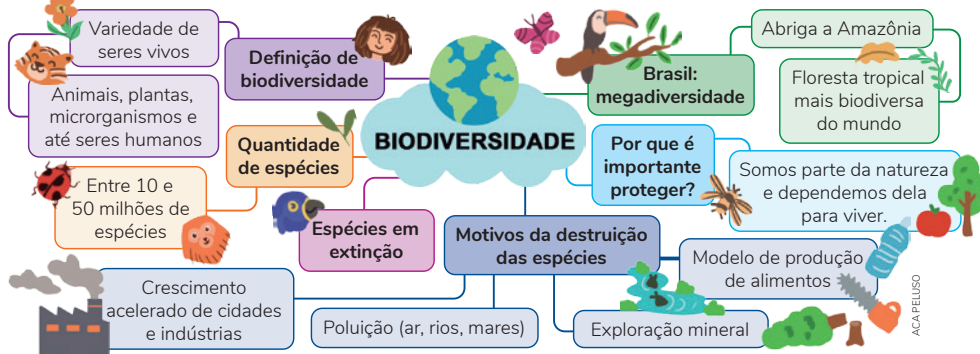 BIODIVERSIDADE
Definição de
biodiversidade
Variedade de
seres vivos
Animais, plantas,
microrganismos e
até seres humanos
Quantidade
de espécies
Entre 10 e
50 milhões de
espécies
Espécies em
extinção
Brasil:
megadiversidade
Abriga a Amazônia
Floresta tropical
mais biodiversa
do mundo
Por que é
importante
proteger?
Somos parte da natureza
e dependemos dela
para viver.
Motivos da destruição
das espécies
Crescimento
acelerado de cidades
e indústrias
Poluição (ar, rios, mares)
Exploração mineral
Modelo de produção
de alimentos
ACA PELUSO